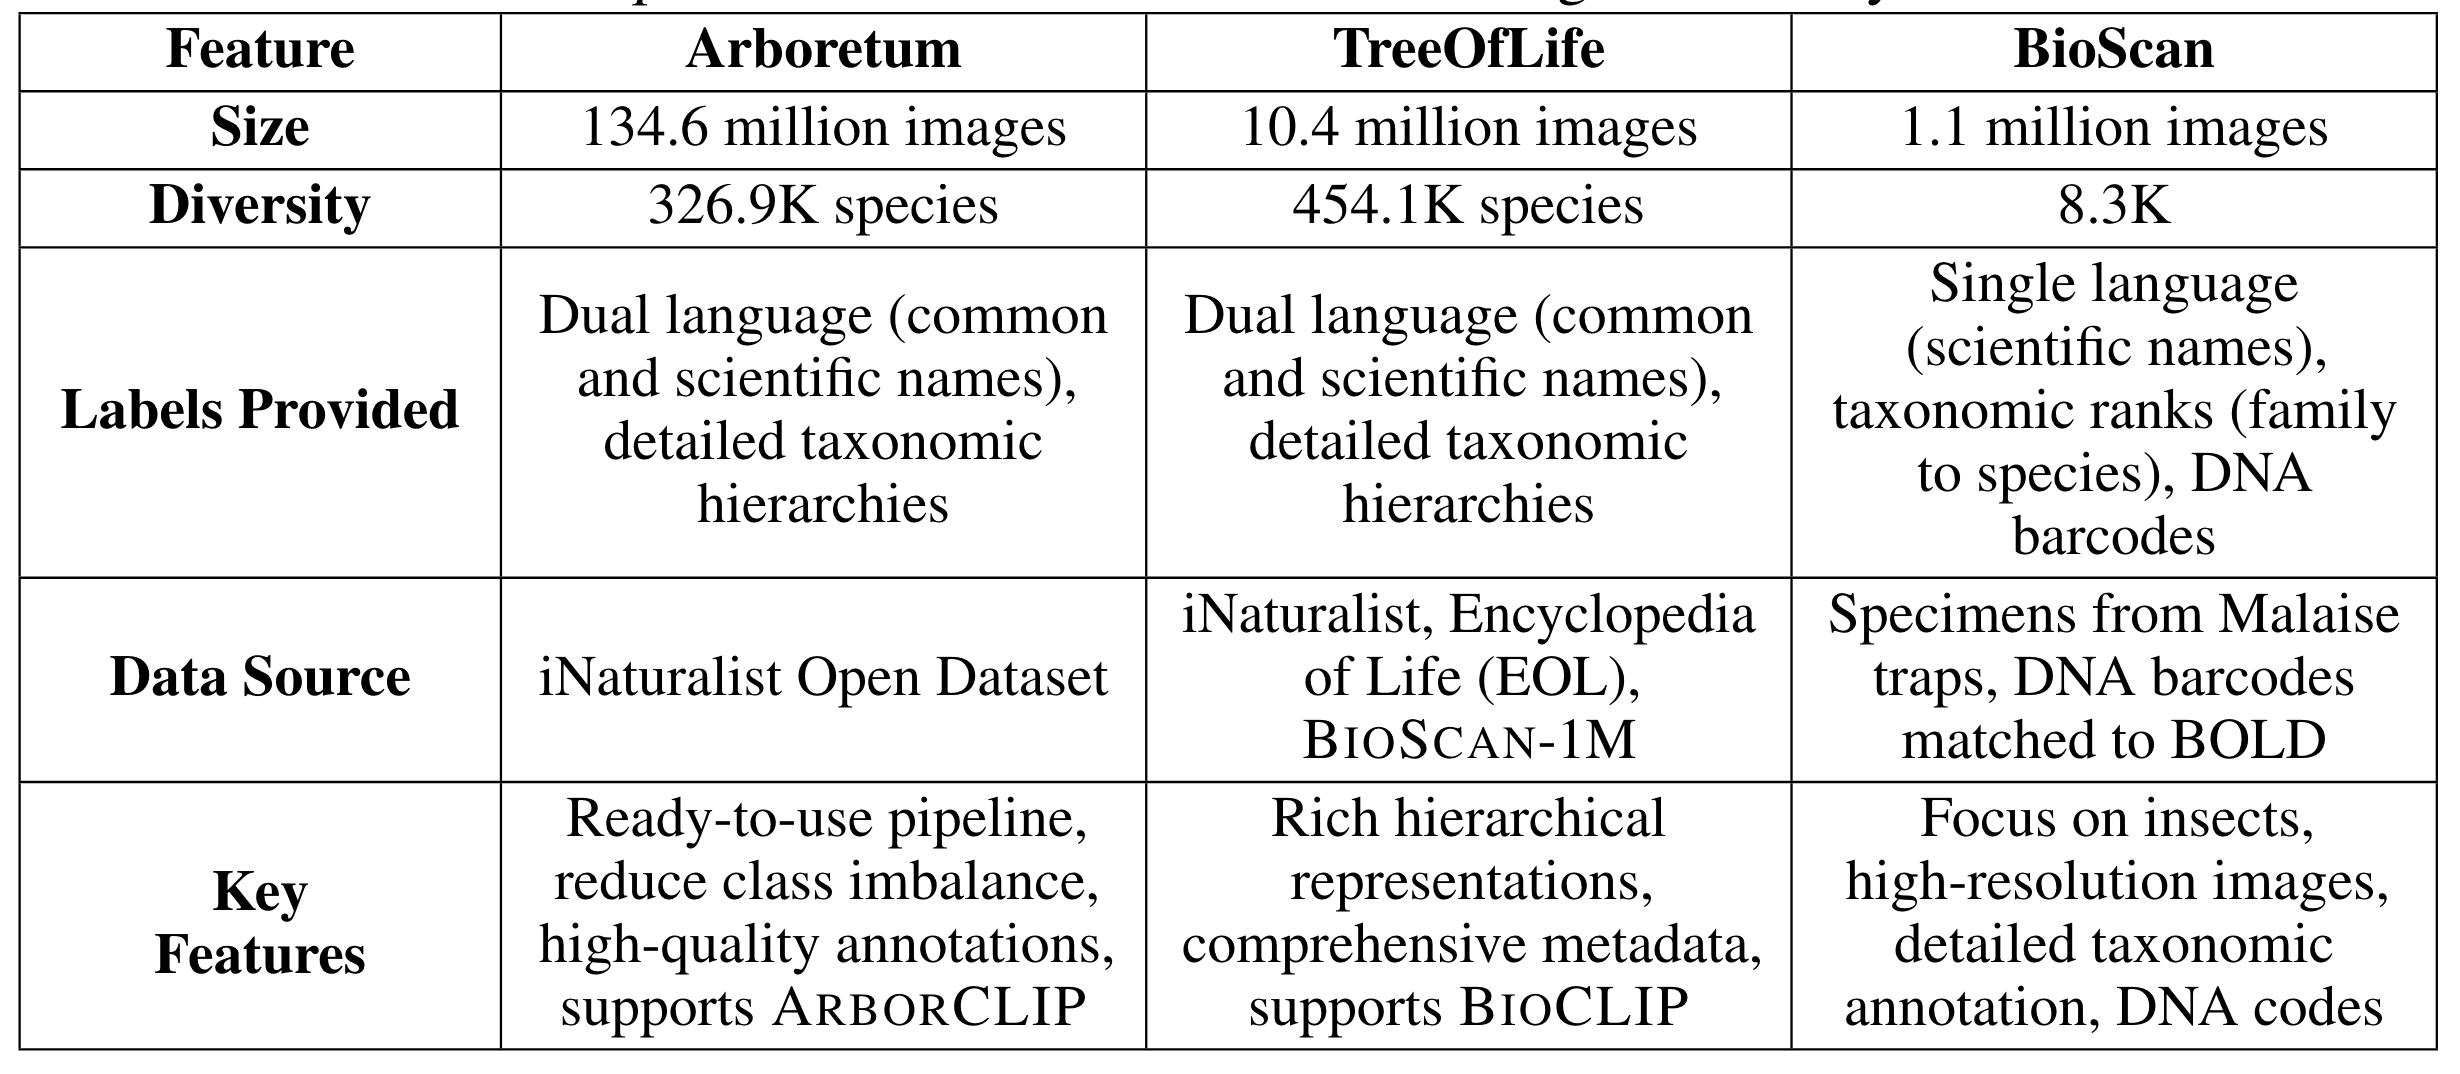 Feature Arboretum TreeOfLife BioScan
Size 134.6 million images 10.4 million images 1.1 million images
Diversity 326.9K species 454.1K species 8.3K
Labels Provided
Dual language (common
and scientific names),
detailed taxonomic
hierarchies
Dual language (common
and scientific names),
detailed taxonomic
hierarchies
Single language
(scientific names),
taxonomic ranks (family
to species), DNA
barcodes
Data Source
iNaturalist Open Dataset
iNaturalist, Encyclopedia
of Life (EOL),
BIOSCAN-1M
Specimens from Malaise
traps, DNA barcodes
matched to BOLD
Key
Features
Ready-to-use pipeline,
reduce class imbalance,
high-quality annotations,
supports ARBORCLIP
Rich hierarchical
representations,
comprehensive metadata,
supports BIOCLIP
Focus on insects,
high-resolution images,
detailed taxonomic
annotation, DNA codes